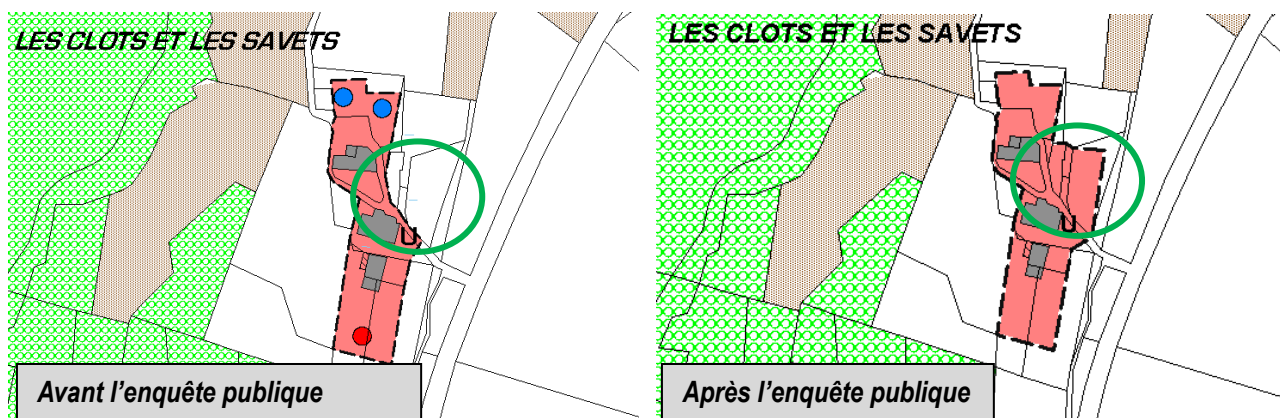 LES CLOTS ET LES SAVETS
U
Avant l'enquête publique
LES CLOTS ET LES SAVETS
U
Après l'enquête publique